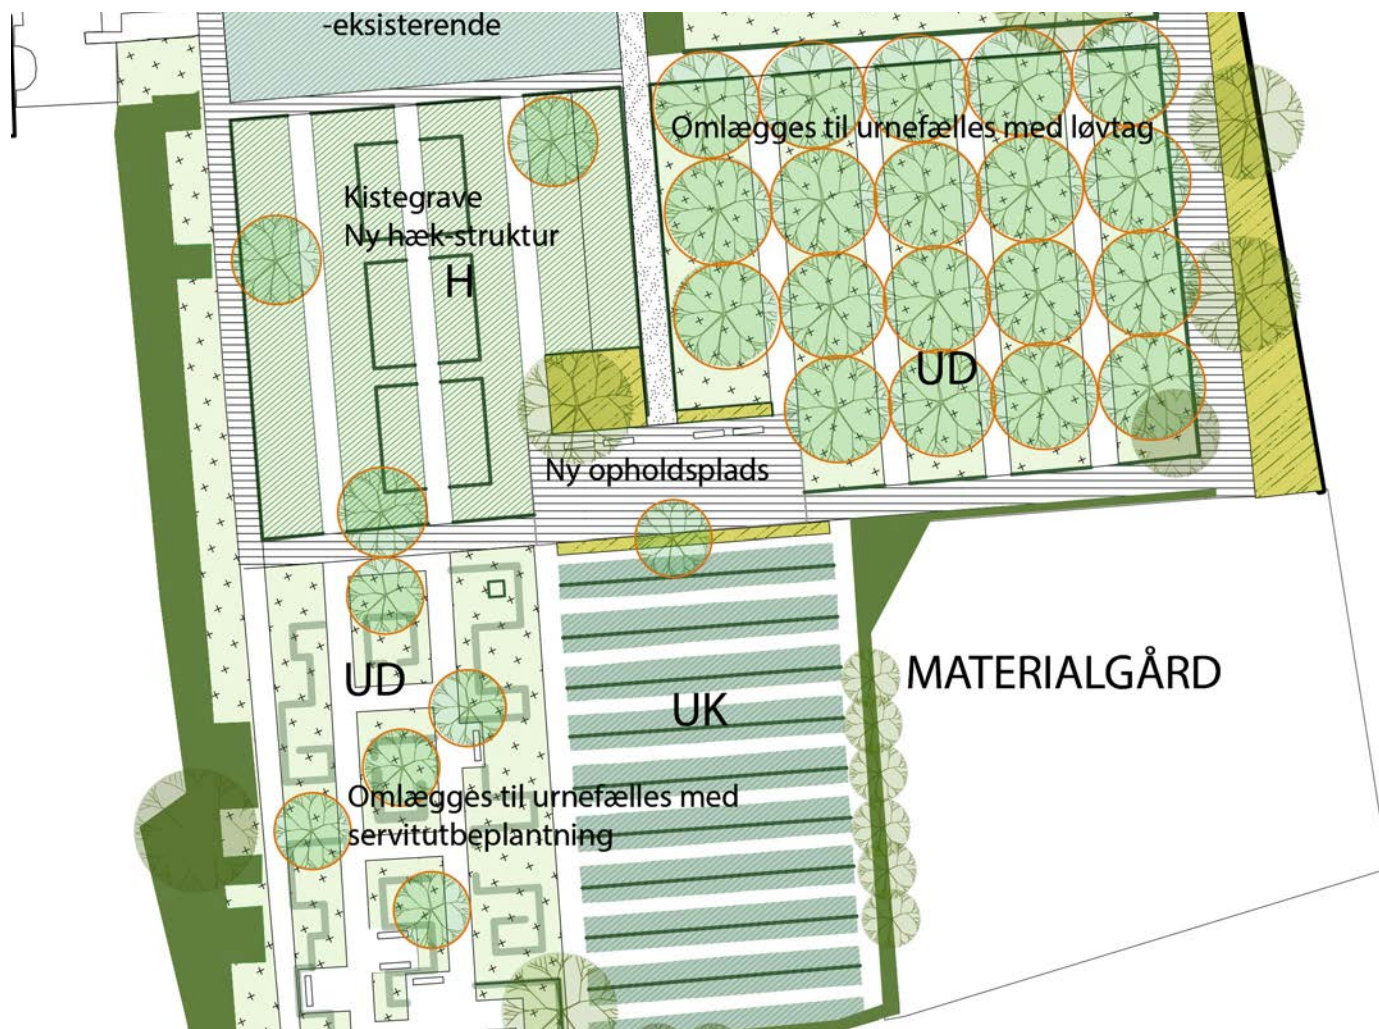 -eksisterende
Omlægges til urnefælles med løvtag
Kistegrave
Ny hæk-struktur
H
UD
Ny opholdsplads
UD
UK
MATERIALGÅRD
Omlægges til urnefælles med
servitutbeplantning